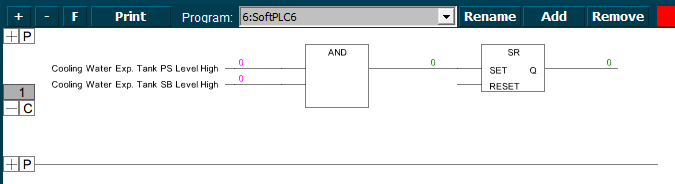 + - F Print Program: 6:SoftPLC6 Rename Add Remove
+ P
AND SR
Cooling Water Exp. Tank PS Level High 0 0 SET Q 0
Cooling Water Exp. Tank SB Level High 0 RESET
1
- C
+ P